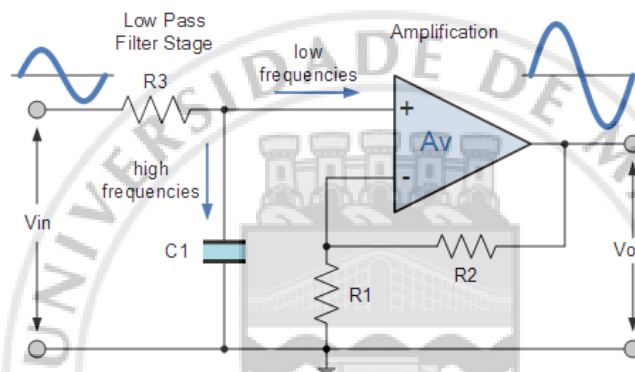 Low Pass
Filter Stage
Amplification
low
frequencies
R3
+
Av
-
high
frequencies
Vin
C1
R2
R1
Vo
UNIVERSIDADE DE M